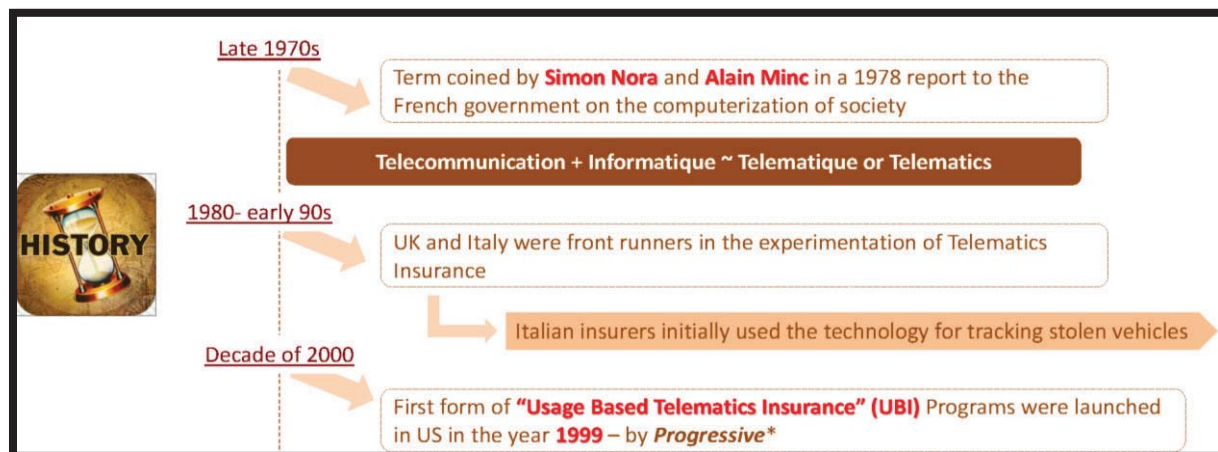 Late 1970s
Term coined by Simon Nora and Alain Minc in a 1978 report to the
French government on the computerization of society
Telecommunication + Informatique ~ Telematique or Telematics
HISTORY
1980- early 90s
UK and Italy were front runners in the experimentation of Telematics
Insurance
Italian insurers initially used the technology for tracking stolen vehicles
Decade of 2000
First form of “Usage Based Telematics Insurance” (UBI) Programs were launched
in US in the year 1999 – by Progressive*